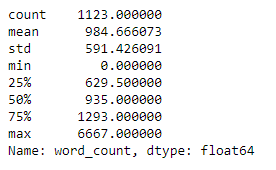 count    1123.000000
mean      984.666073
std       591.426091
min         0.000000
25%       629.500000
50%       935.000000
75%      1293.000000
max      6667.000000
Name: word_count, dtype: float64